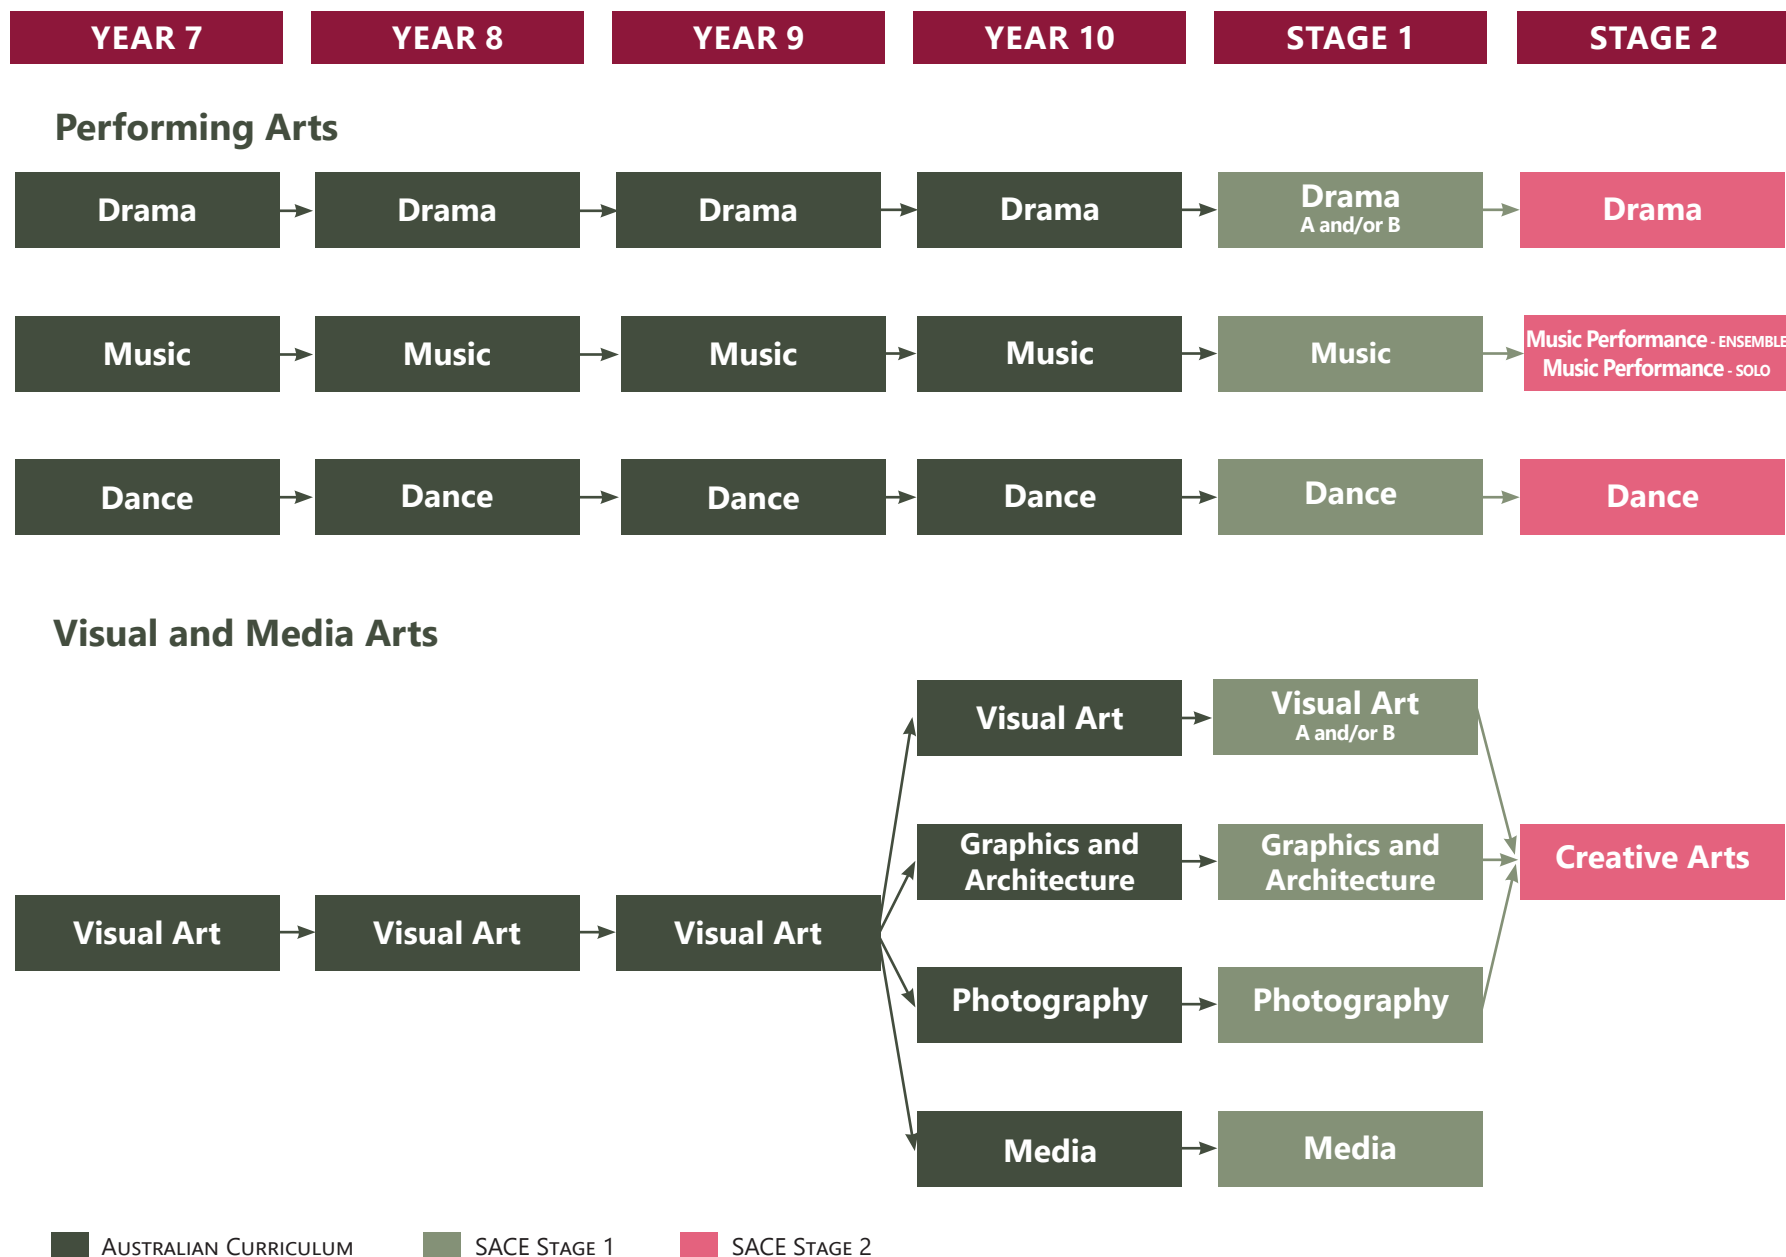 YEAR 7
YEAR 8
YEAR 9
YEAR 10
STAGE 1
STAGE 2
Performing Arts
Drama
Drama
Drama
Drama
Drama
A and/or B
Drama
Music
Music
Music
Music
Music
Music Performance - ENSEMBLE
Music Performance - SOLO
Dance
Dance
Dance
Dance
Dance
Dance
Visual and Media Arts
Visual Art
Visual Art
Visual Art
Visual Art
Visual Art
A and/or B
Graphics and
Architecture
Graphics and
Architecture
Creative Arts
Photography
Photography
Media
Media
AUSTRALIAN CURRICULUM
SACE STAGE 1
SACE STAGE 2